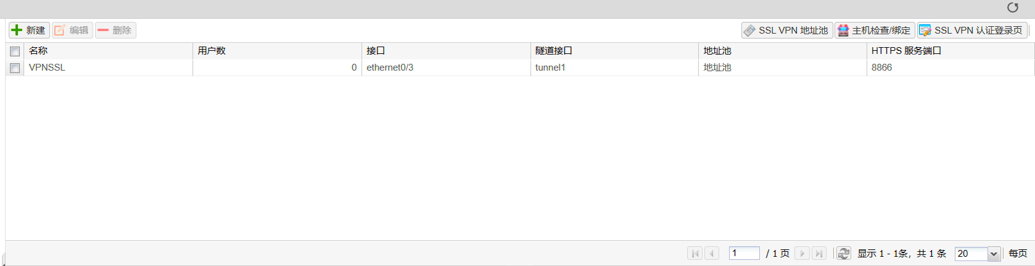 新建 编辑 删除 SSL VPN 地址池 主机检查/绑定 SSL VPN 认证登录页
名称 用户数 接口 隧道接口 地址池 HTTPS 服务端口
VPNSSL 0 ethernet0/3 tunnel1 地址池 8866
1 / 1 页 显示 1 - 1条，共 1 条 20 每页